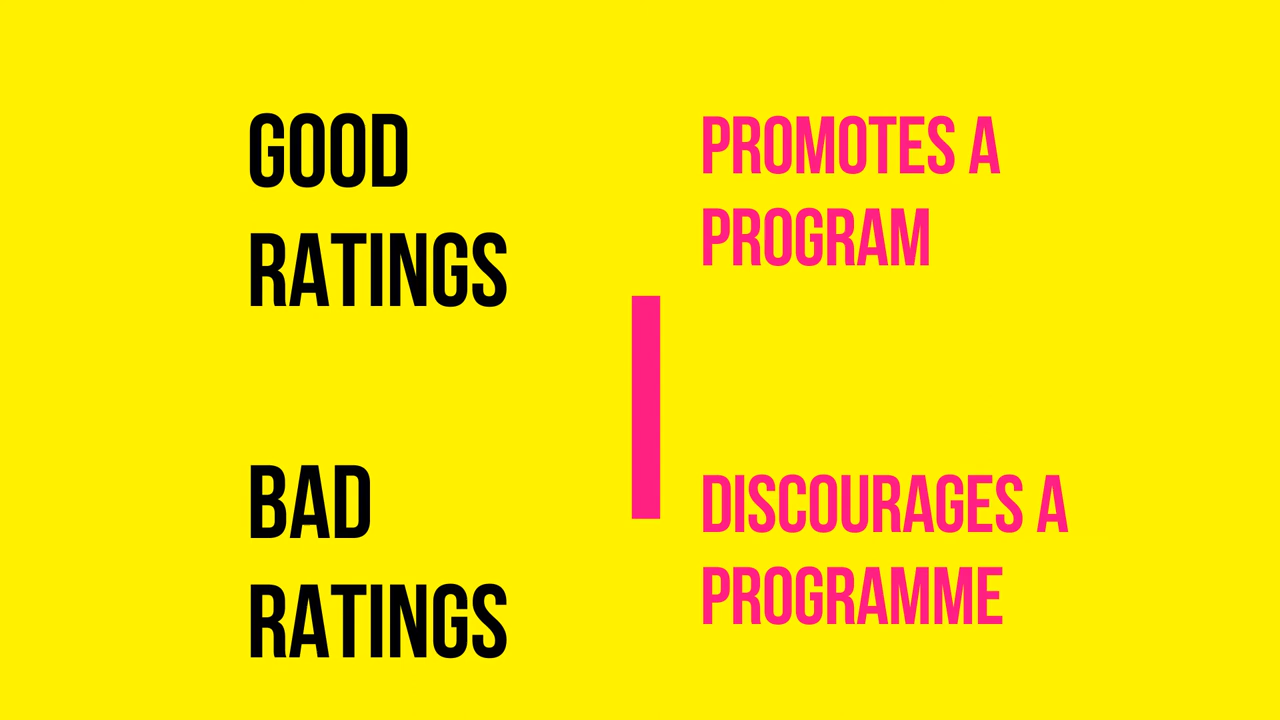 GOOD
RATINGS
PROMOTES A
PROGRAM
BAD
RATINGS
DISCOURAGES A
PROGRAMME